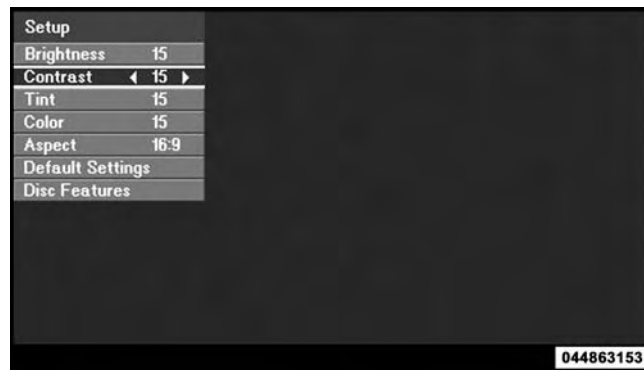 Setup
Brightness 15
Contrast 15
Tint 15
Color 15
Aspect 16:9
Default Settings
Disc Features
044863153